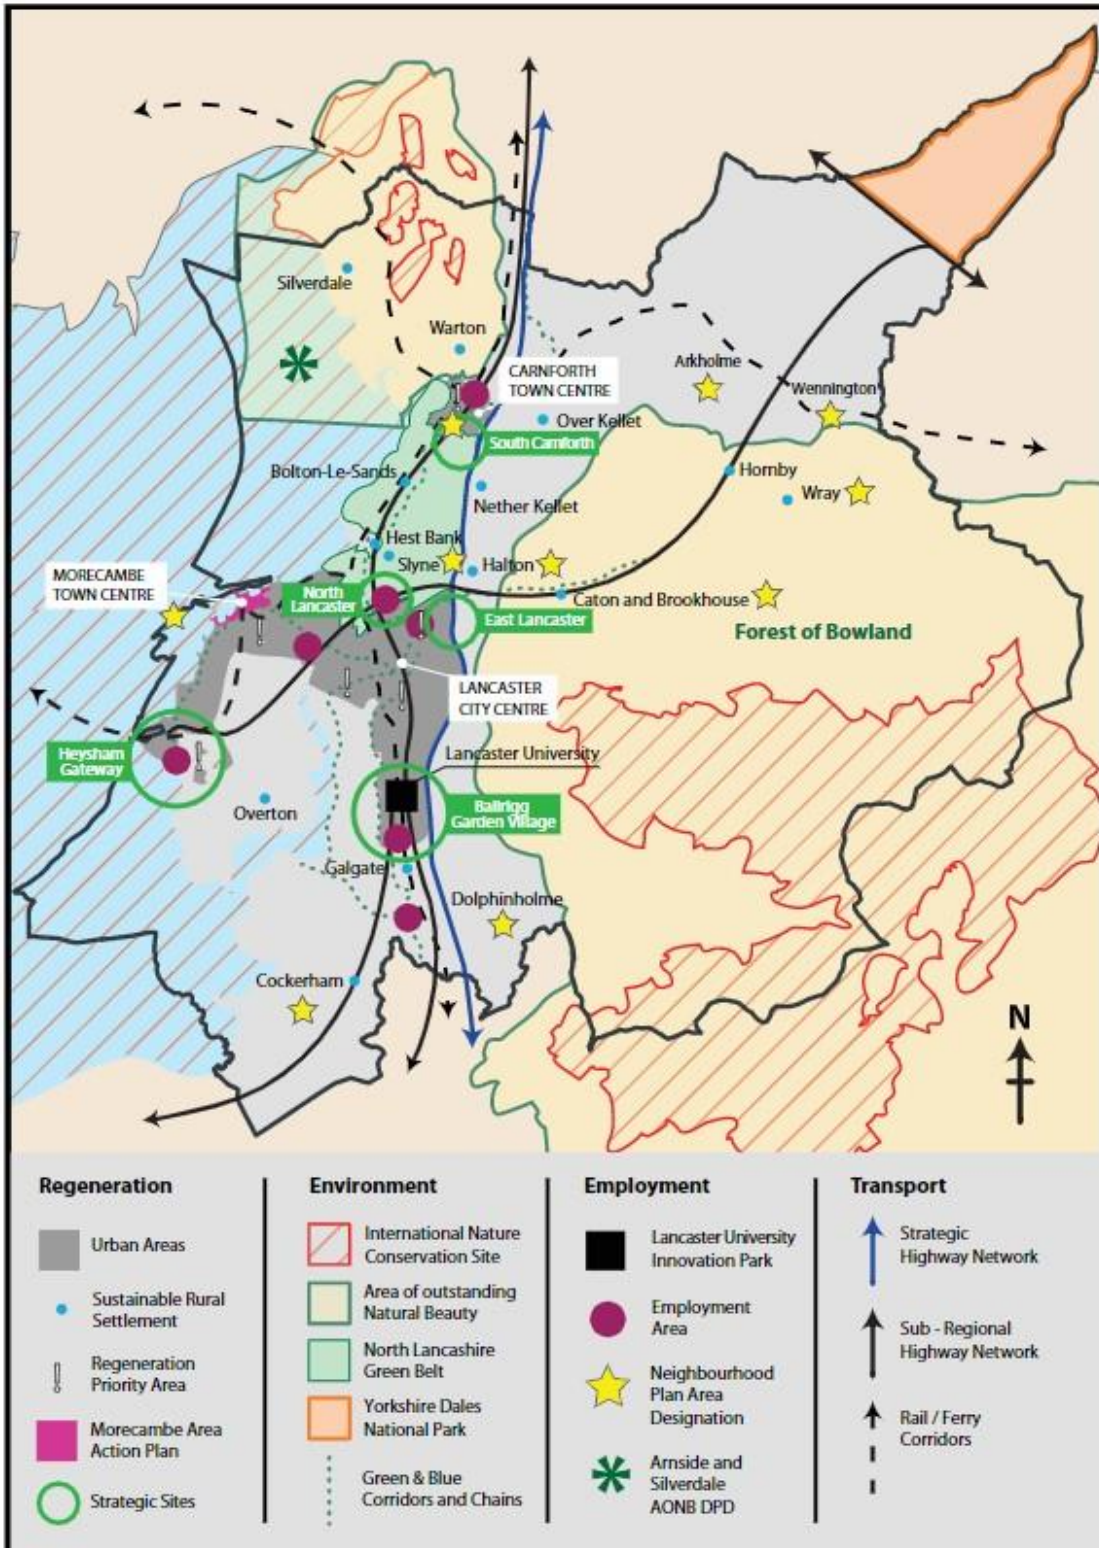 Silverdale
Warton
CARNFORTH
TOWN CENTRE
Arkholme
Wennington
Over Kellet
South Carnforth
Bolton-Le-Sands
Hornby
Wray
Nether Kellet
Hest Bank
Slyne
Halton
MORECAMBE
TOWN CENTRE
North
Lancaster
Caton and Brookhouse
East Lancaster
Forest of Bowland
LANCASTER
CITY CENTRE
Lancaster University
Heysham
Gateway
Overton
Bailrigg
Garden Village
Galgate
Dolphinholme
Cockerham
N
Regeneration
Urban Areas
Sustainable Rural
Settlement
Regeneration
Priority Area
Morecambe Area
Action Plan
Strategic Sites
Environment
International Nature
Conservation Site
Area of outstanding
Natural Beauty
North Lancashire
Green Belt
Yorkshire Dales
National Park
Green & Blue
Corridors and Chains
Employment
Lancaster University
Innovation Park
Employment
Area
Neighbourhood
Plan Area
Designation
Arnside and
Silverdale
AONB DPD
Transport
Strategic
Highway Network
Sub - Regional
Highway Network
Rail / Ferry
Corridors